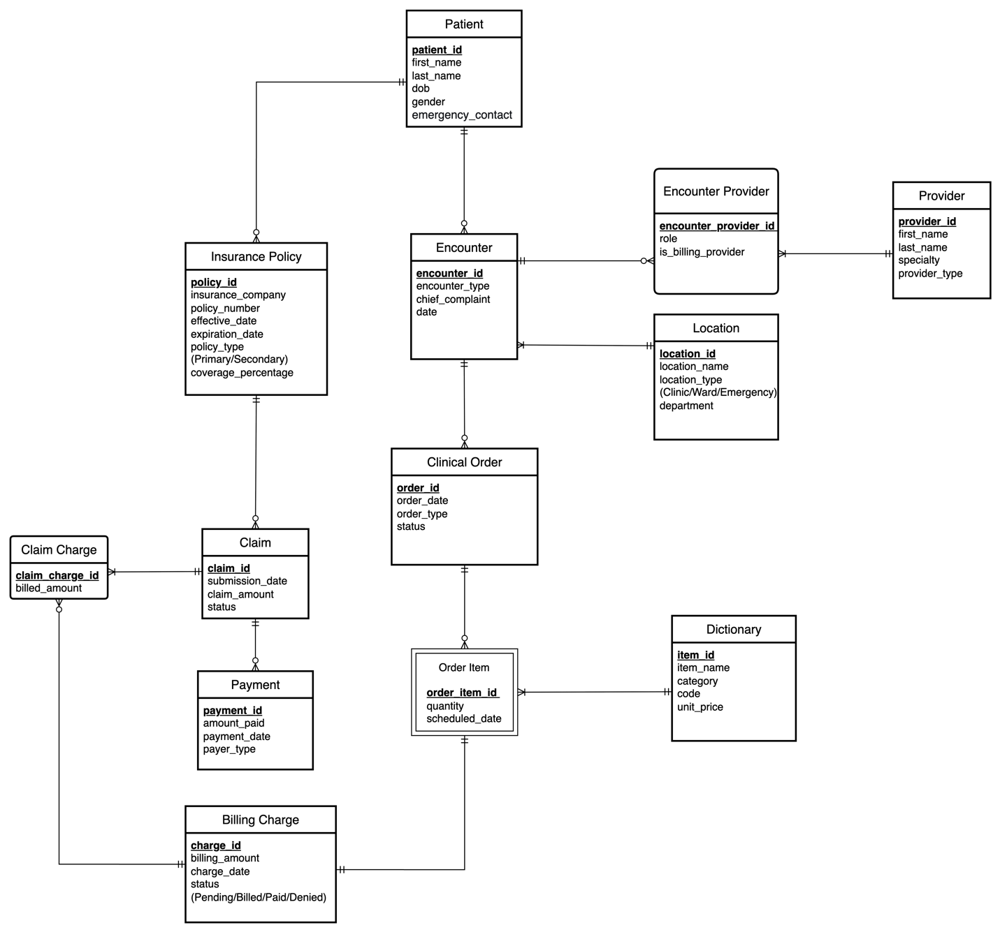 Patient
patient_id
first_name
last_name
dob
gender
emergency_contact
Encounter Provider
encounter_provider_id
role
is_billing_provider
Provider
provider_id
first_name
last_name
specialty
provider_type
Insurance Policy
policy_id
insurance_company
policy_number
effective_date
expiration_date
policy_type
(Primary/Secondary)
coverage_percentage
Encounter
encounter_id
encounter_type
chief_complaint
date
Location
location_id
location_name
location_type
(Clinic/Ward/Emergency)
department
Clinical Order
order_id
order_date
order_type
status
Claim Charge
claim_charge_id
billed_amount
Claim
claim_id
submission_date
claim_amount
status
Payment
payment_id
amount_paid
payment_date
payer_type
Order Item
order_item_id
quantity
scheduled_date
Dictionary
item_id
item_name
category
code
unit_price
Billing Charge
charge_id
billing_amount
charge_date
status
(Pending/Billed/Paid/Denied)